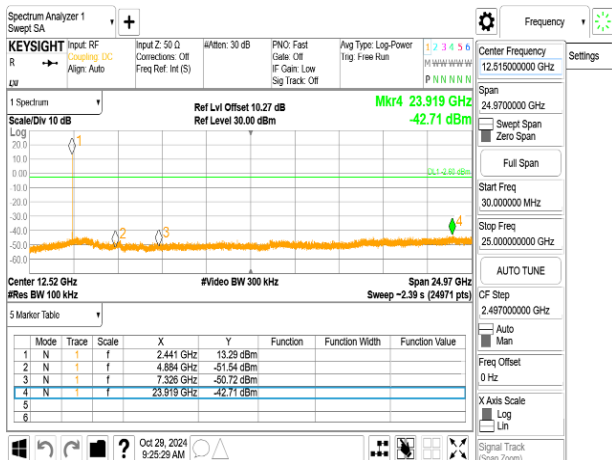 Spectrum Analyzer 1
Swept SA
+
Frequency
KEYSIGHT
R
LXI
Input: RF
Coupling: DC
Align: Auto
Input Z: 50 Ω
Corrections: Off
Freq Ref: Int (S)
#Atten: 30 dB
PNO: Fast
Gate: Off
IF Gain: Low
Sig Track: Off
Avg Type: Log-Power
Trig: Free Run
1 2 3 4 5 6
M W W W W W
P N N N N N
1 Spectrum
Scale/Div 10 dB
Ref Lvl Offset 10.27 dB
Ref Level 30.00 dBm
Mkr4 23.919 GHz
-42.71 dBm
Log
20.0
10.0
0.00
-10.0
-20.0
-30.0
-40.0
-50.0
-60.0
1
2
3
4
DL1 -2.60 dBm
Center 12.52 GHz
#Res BW 100 kHz
#Video BW 300 kHz
Span 24.97 GHz
Sweep ~2.39 s (24971 pts)
5 Marker Table
Mode Trace Scale X Y Function Function Width Function Value
1 N 1 f 2.441 GHz 13.29 dBm
2 N 1 f 4.884 GHz -51.54 dBm
3 N 1 f 7.326 GHz -50.72 dBm
4 N 1 f 23.919 GHz -42.71 dBm
5
6
?
Oct 29, 2024
9:25:29 AM
Center Frequency
12.515000000 GHz
Span
24.9700000 GHz
Swept Span
Zero Span
Full Span
Start Freq
30.000000 MHz
Stop Freq
25.000000000 GHz
AUTO TUNE
CF Step
2.497000000 GHz
Auto
Man
Freq Offset
0 Hz
X Axis Scale
Log
Lin
Signal Track
(Span Zoom)
Settings